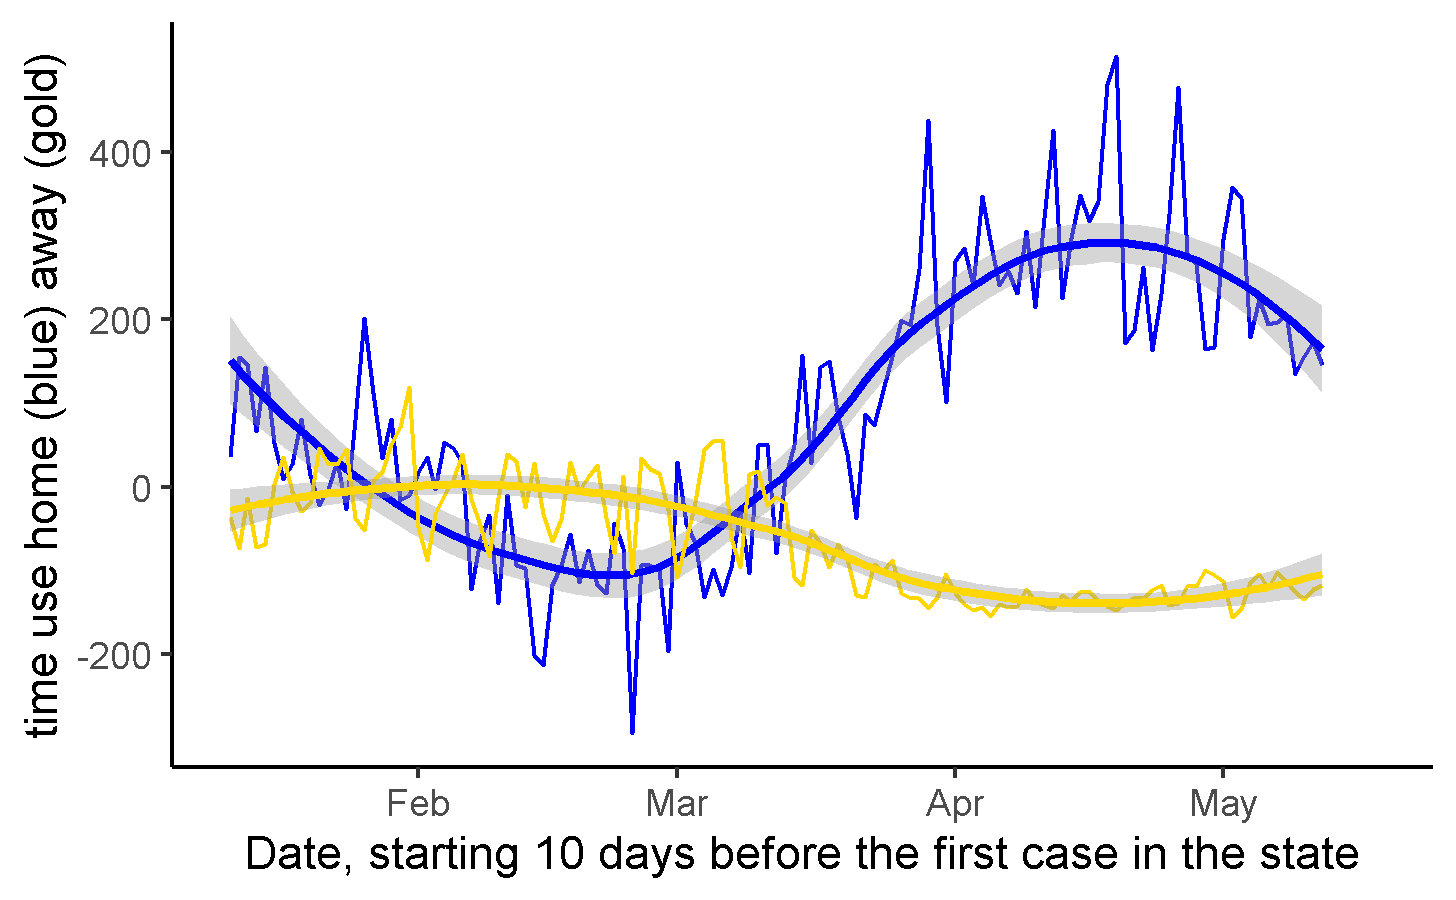 time use home (blue) away (gold)
400
200
0
-200
Feb Mar Apr May
Date, starting 10 days before the first case in the state